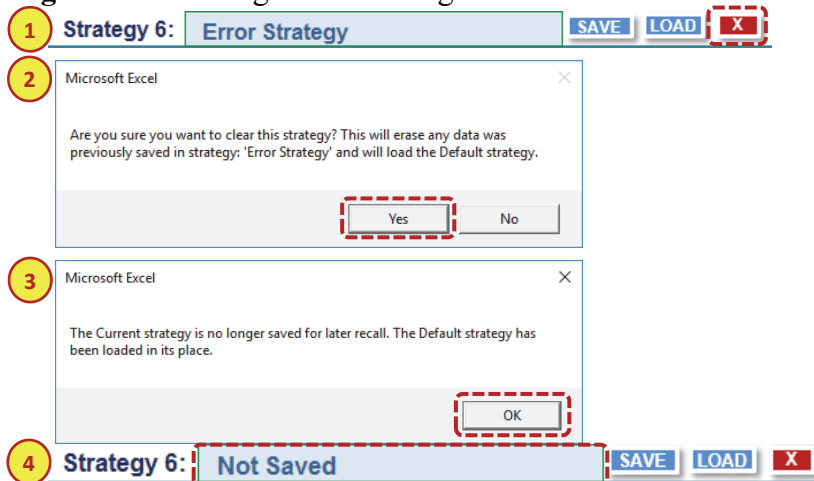 1 Strategy 6: Error Strategy SAVE LOAD X
2 Microsoft Excel
Are you sure you want to clear this strategy? This will erase any data was
previously saved in strategy: 'Error Strategy' and will load the Default strategy.
Yes No
3 Microsoft Excel
The Current strategy is no longer saved for later recall. The Default strategy has
been loaded in its place.
OK
4 Strategy 6: Not Saved SAVE LOAD X